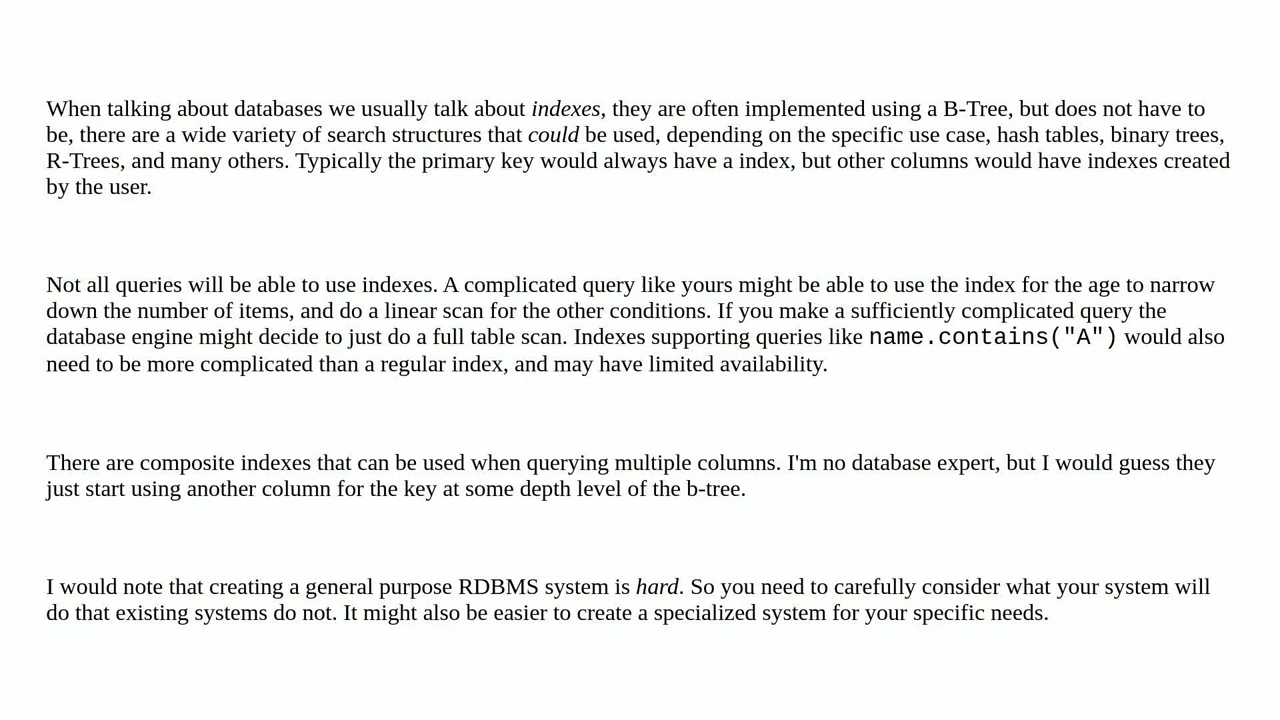 When talking about databases we usually talk about indexes, they are often implemented using a B-Tree, but does not have to
be, there are a wide variety of search structures that could be used, depending on the specific use case, hash tables, binary trees,
R-Trees, and many others. Typically the primary key would always have a index, but other columns would have indexes created
by the user.
Not all queries will be able to use indexes. A complicated query like yours might be able to use the index for the age to narrow
down the number of items, and do a linear scan for the other conditions. If you make a sufficiently complicated query the
database engine might decide to just do a full table scan. Indexes supporting queries like name.contains("A") would also
need to be more complicated than a regular index, and may have limited availability.
There are composite indexes that can be used when querying multiple columns. I'm no database expert, but I would guess they
just start using another column for the key at some depth level of the b-tree.
I would note that creating a general purpose RDBMS system is hard. So you need to carefully consider what your system will
do that existing systems do not. It might also be easier to create a specialized system for your specific needs.